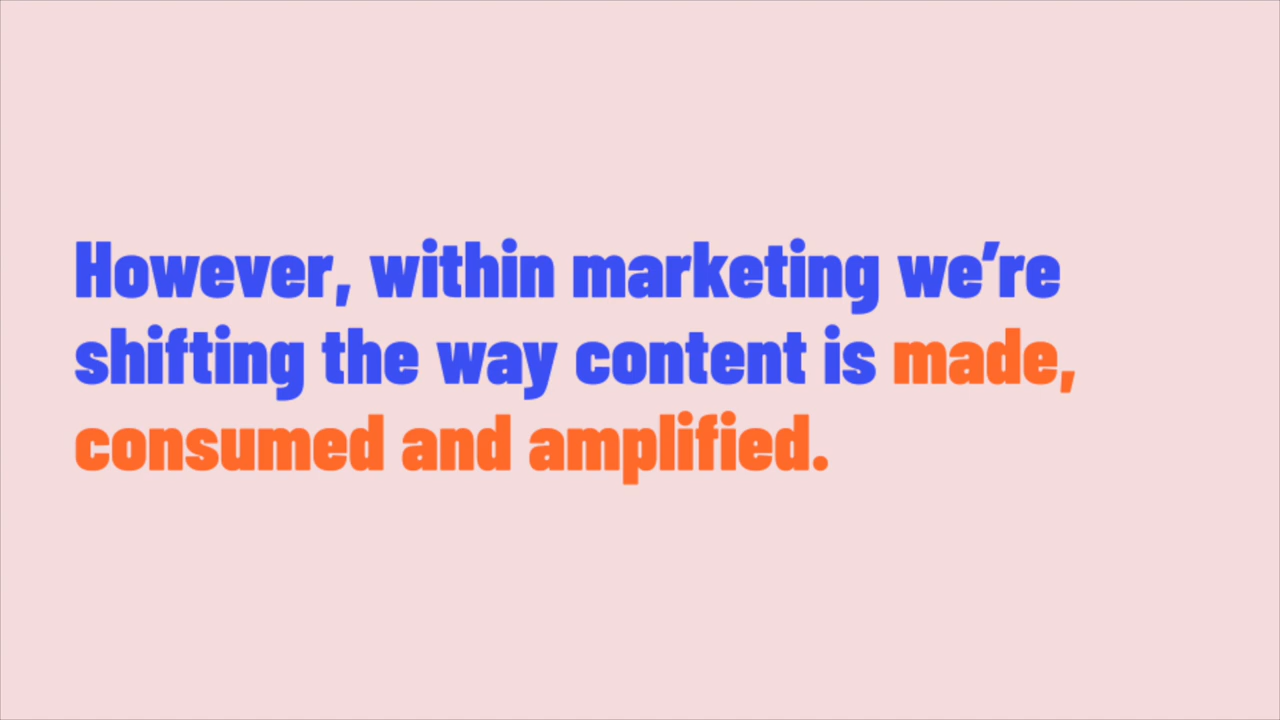 However, within marketing we’re
shifting the way content is made,
consumed and amplified.